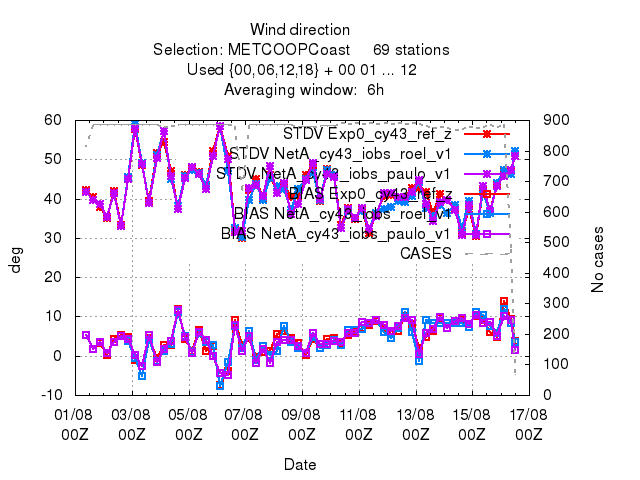 Wind direction
Selection: METCOOPCoast 69 stations
Used {00,06,12,18} + 00 01 ... 12
Averaging window: 6h
60
50
40
30
20
10
0
-10
deg
STDV Exp0_cy43_ref_z
STDV NetA_cy43_iobs_roel_v1
STDV NetA_cy43_iobs_paulo_v1
BIAS Exp0_cy43_ref_z
BIAS NetA_cy43_iobs_roel_v1
BIAS NetA_cy43_iobs_paulo_v1
CASES
900
800
700
600
500
400
300
200
100
0
No cases
01/08 03/08 05/08 07/08 09/08 11/08 13/08 15/08 17/08
00Z 00Z 00Z 00Z 00Z 00Z 00Z 00Z 00Z
Date